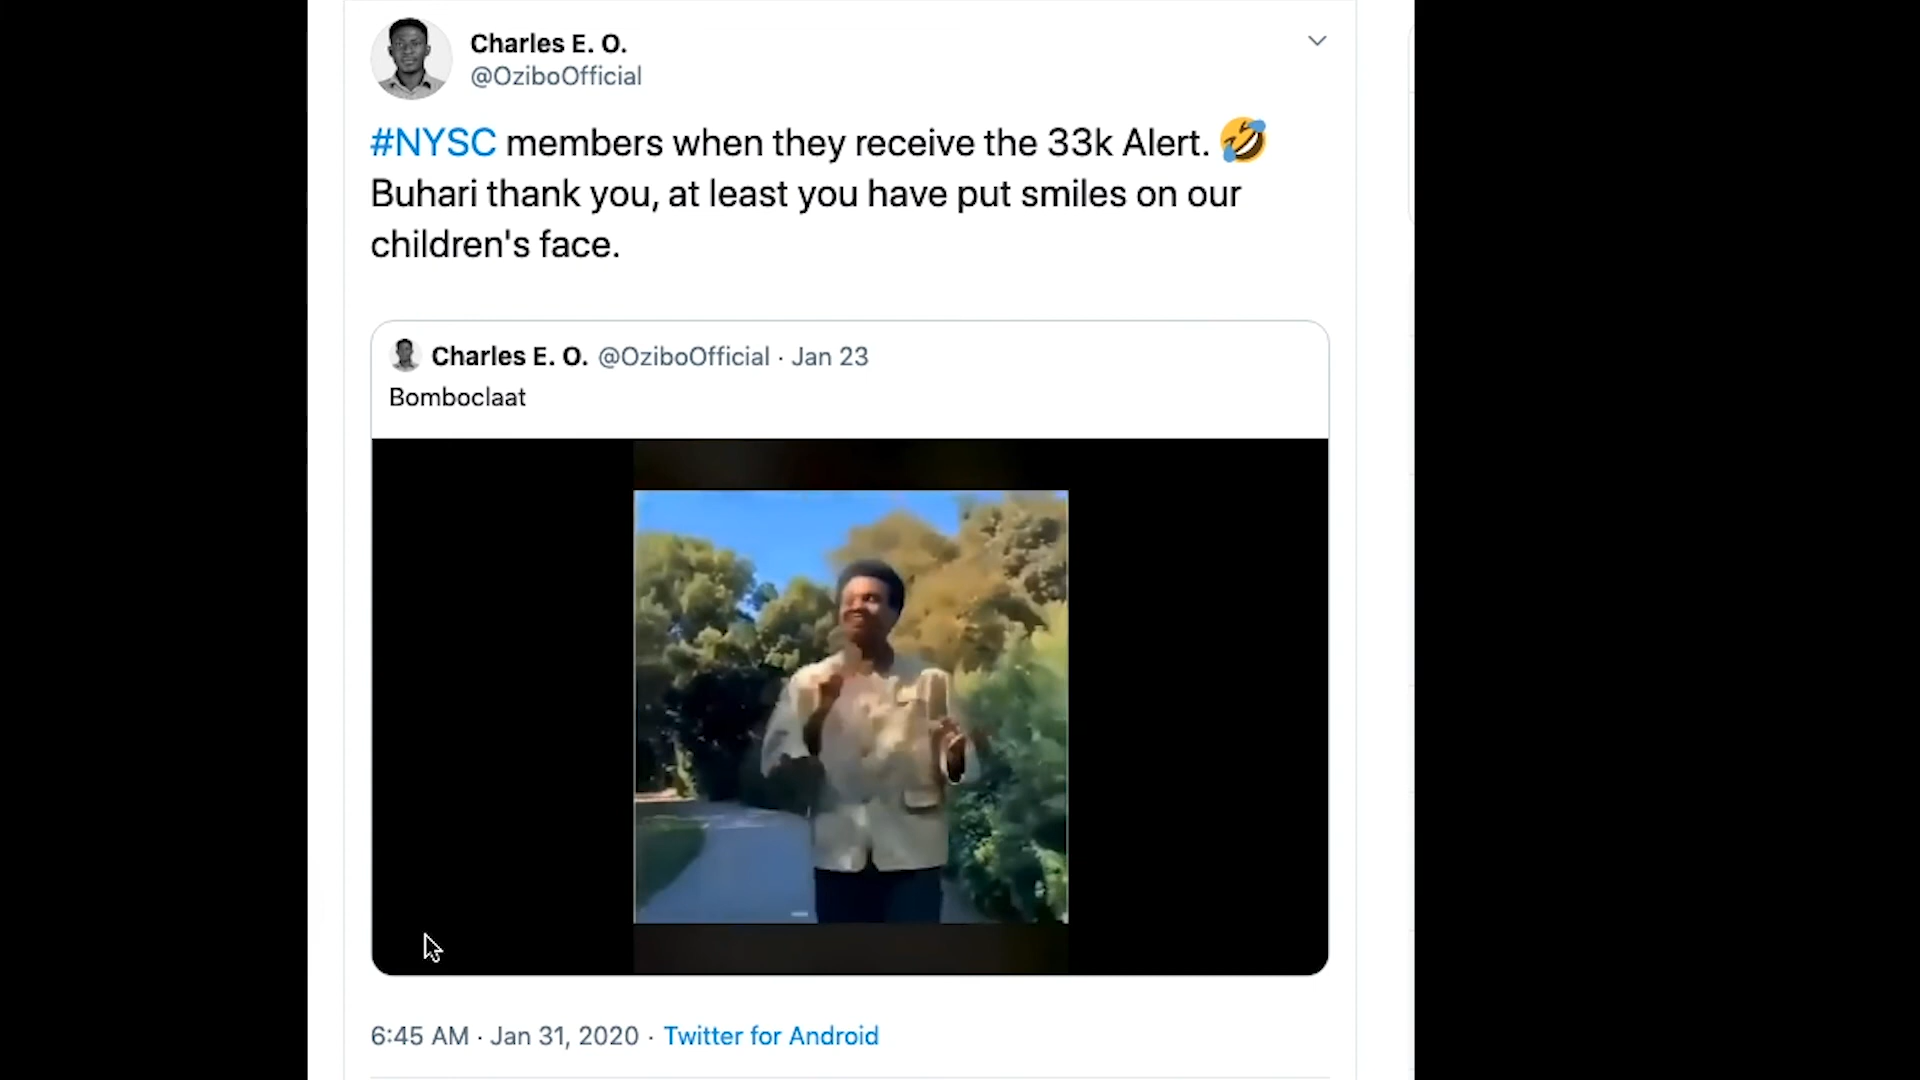 Charles E. O.
@OziboOfficial
#NYSC members when they receive the 33k Alert. 🤣
Buhari thank you, at least you have put smiles on our
children's face.
Charles E. O. @OziboOfficial · Jan 23
Bomboclaat
6:45 AM · Jan 31, 2020 · Twitter for Android